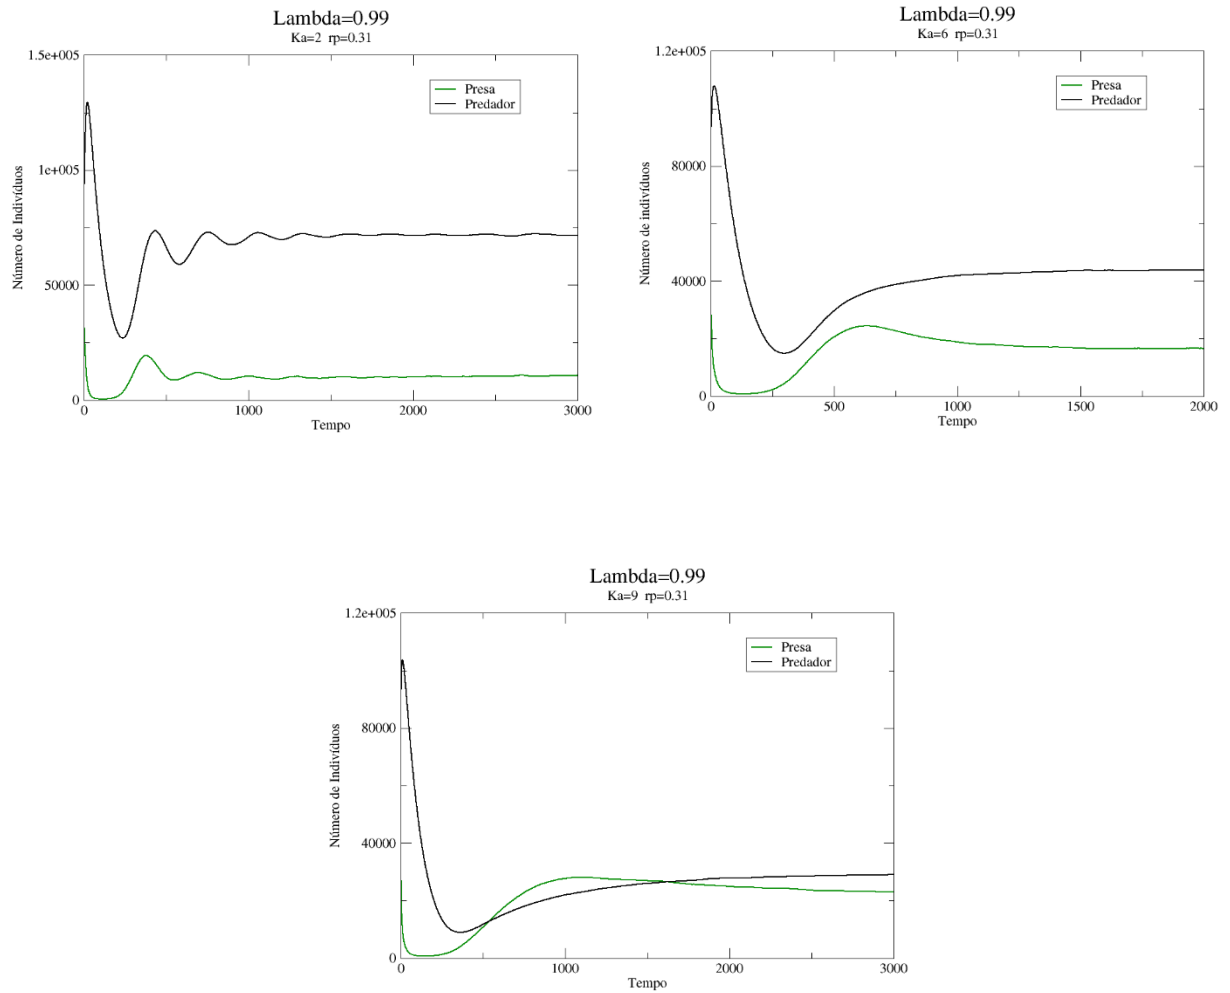 Lambda=0.99
Ka=2 rp=0.31
1.5e+005
1e+005
50000
0
Número de Indivíduos
Presa
Predador
0
1000
2000
3000
Tempo
Lambda=0.99
Ka=6 rp=0.31
1.2e+005
80000
40000
0
Número de indivíduos
Presa
Predador
0
500
1000
1500
2000
Tempo
Lambda=0.99
Ka=9 rp=0.31
1.2e+005
80000
40000
0
Número de Indivíduos
Presa
Predador
0
1000
2000
3000
Tempo